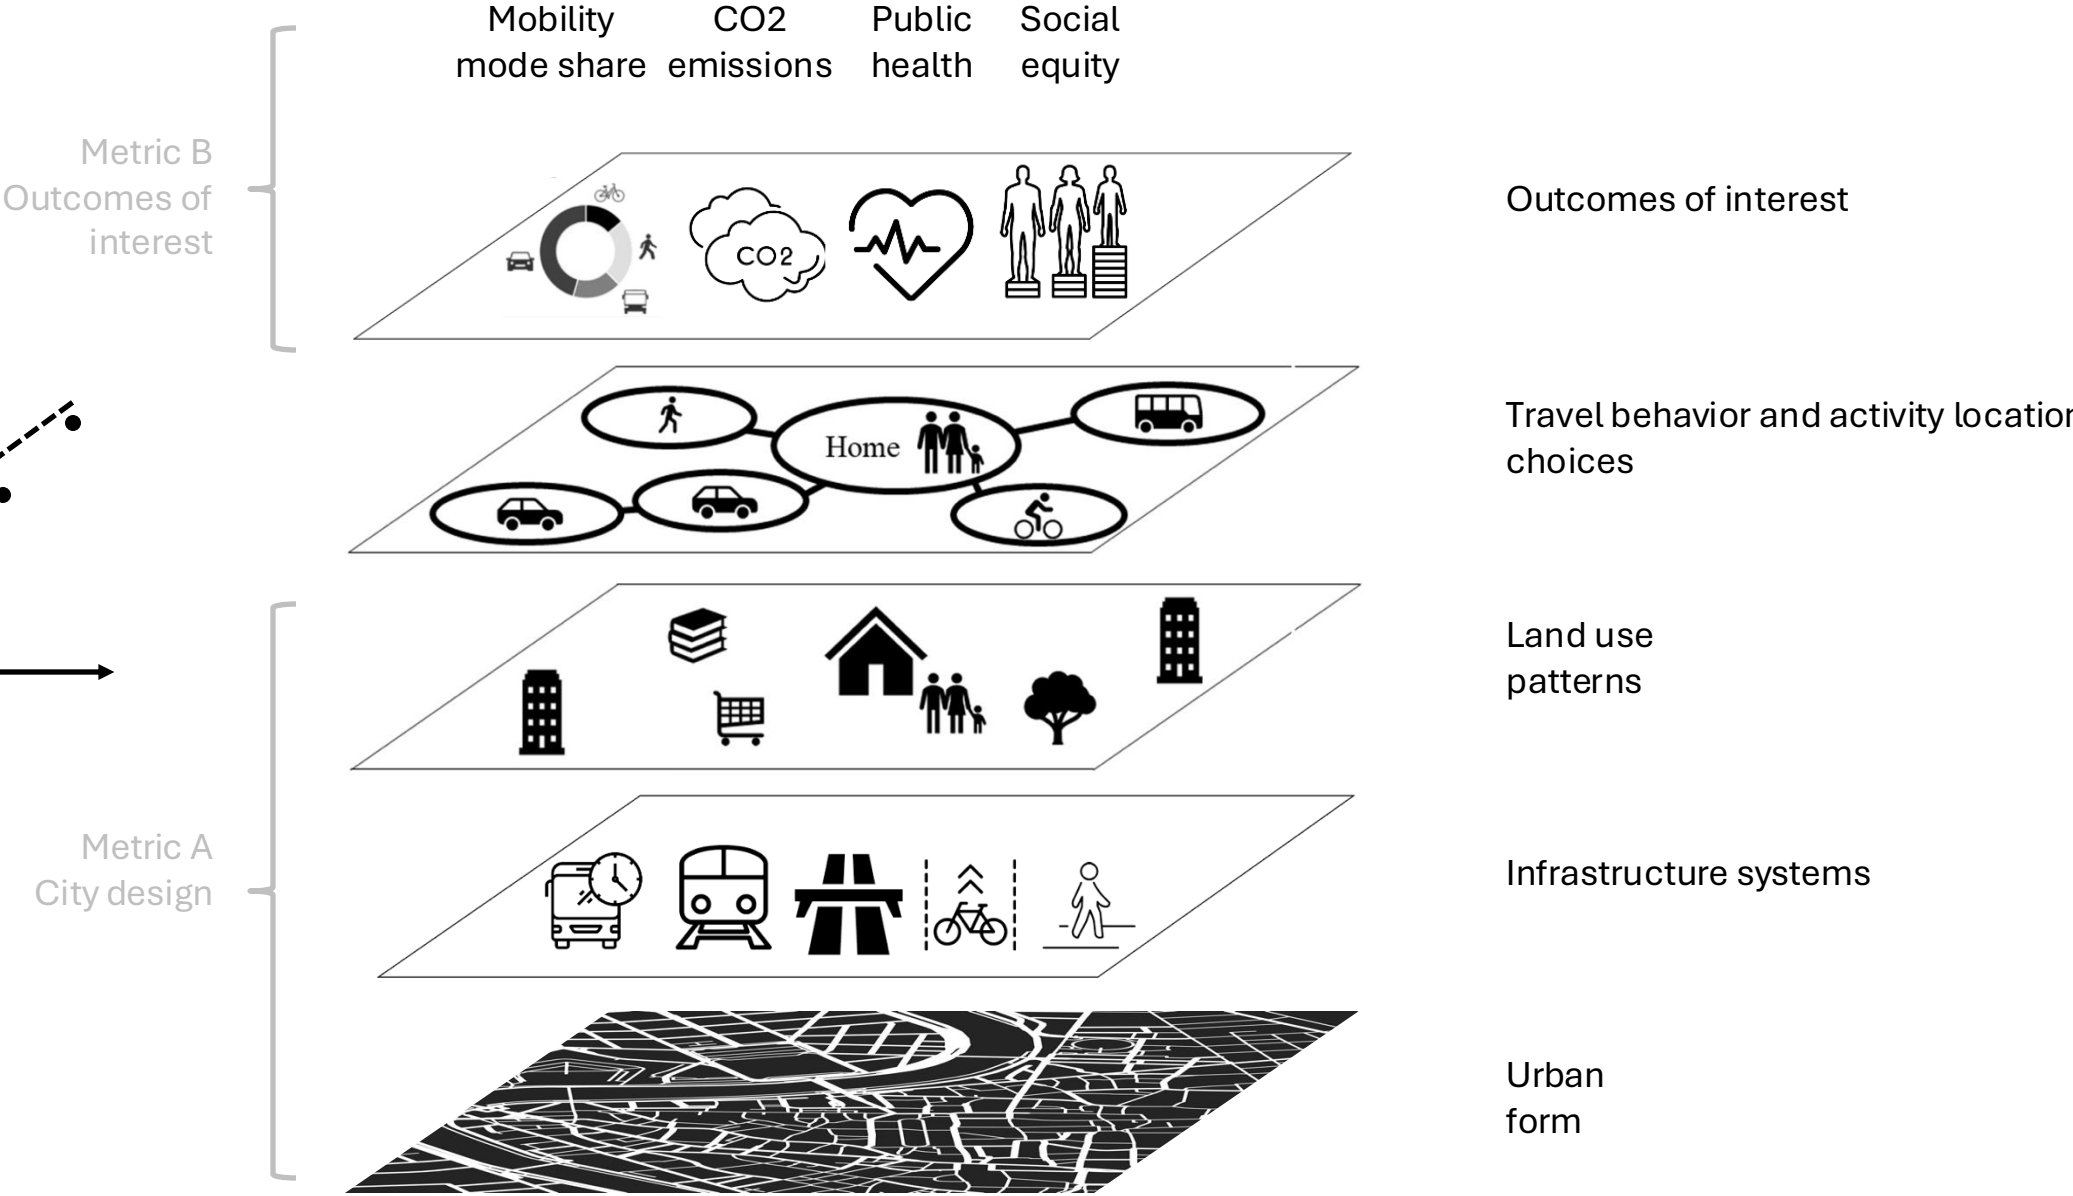 Mobility
mode share
CO2
emissions
Public
health
Social
equity
Metric B
Outcomes of
interest
CO2
Outcomes of interest
Home
Travel behavior and activity location
choices
Land use
patterns
Metric A
City design
Infrastructure systems
Urban
form